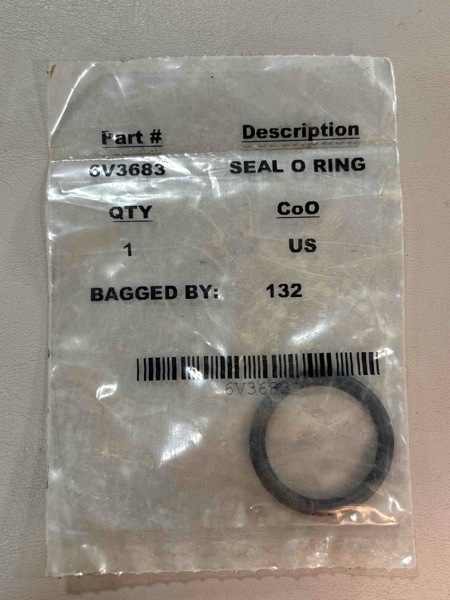 Part # Description
6V3683 SEAL O RING
QTY CoO
1 US
BAGGED BY: 132
6V3683